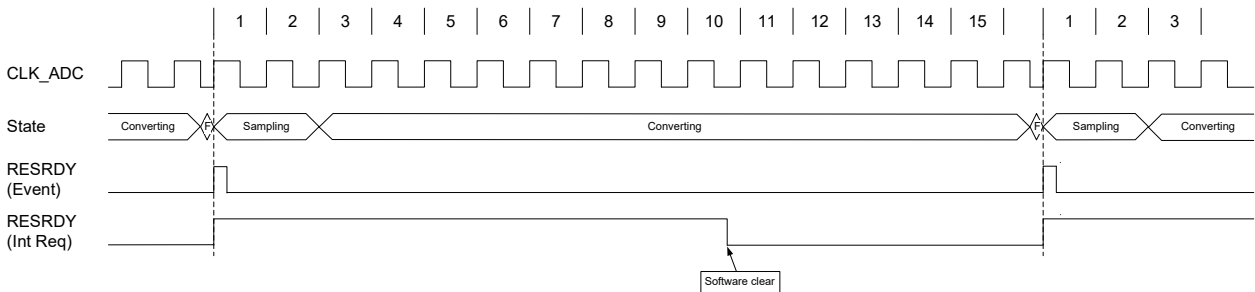 1 2 3 4 5 6 7 8 9 10 11 12 13 14 15 1 2 3
CLK_ADC
State Converting F Sampling Converting F Sampling Converting
RESRDY
(Event)
RESRDY
(Int Req)
Software clear